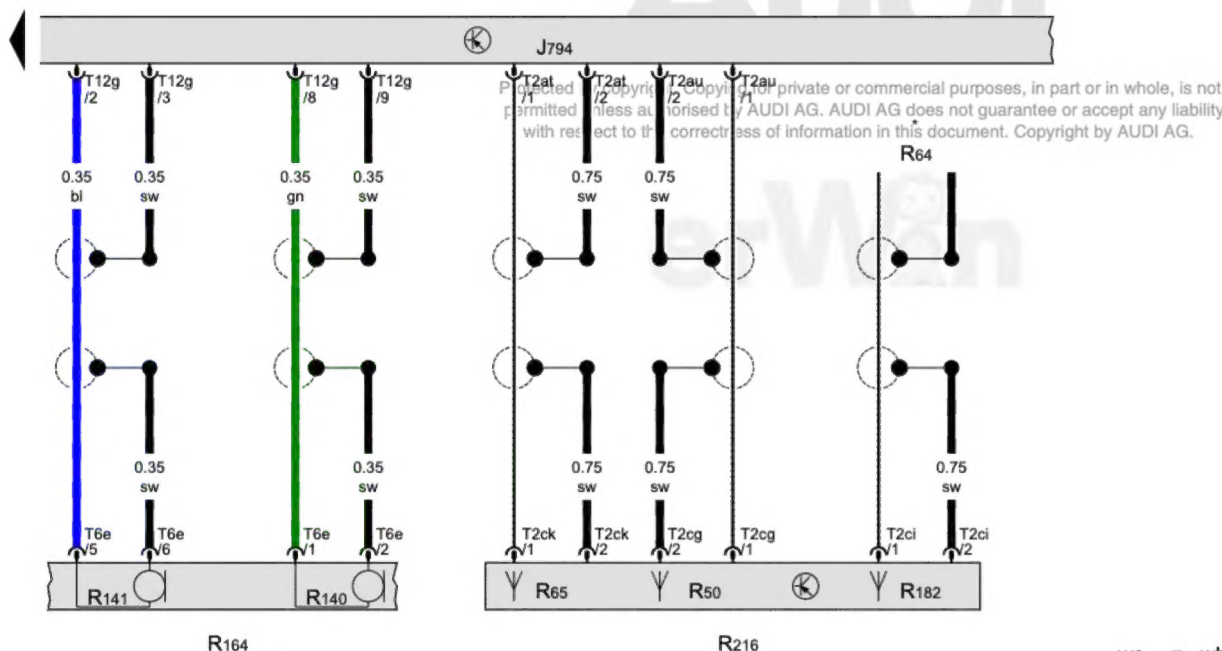 AUDI
J794
T12g /2
T12g /3
T12g /8
T12g /9
T2at /1
T2at /2
T2au /2
T2au /1
Protected by copyright. Copying for private or commercial purposes, in part or in whole, is not
permitted unless authorised by AUDI AG. AUDI AG does not guarantee or accept any liability
with respect to the correctness of information in this document. Copyright by AUDI AG.
*
R64
0.35 bl
0.35 sw
0.35 gn
0.35 sw
0.75 sw
0.75 sw
erWin
0.35 sw
0.35 sw
0.75 sw
0.75 sw
0.75 sw
T6e /5
T6e /6
T6e /1
T6e /2
T2ck /1
T2ck /2
T2cg /2
T2cg /1
T2ci /1
T2ci /2
R141
R140
R65
R50
R182
R164
R216